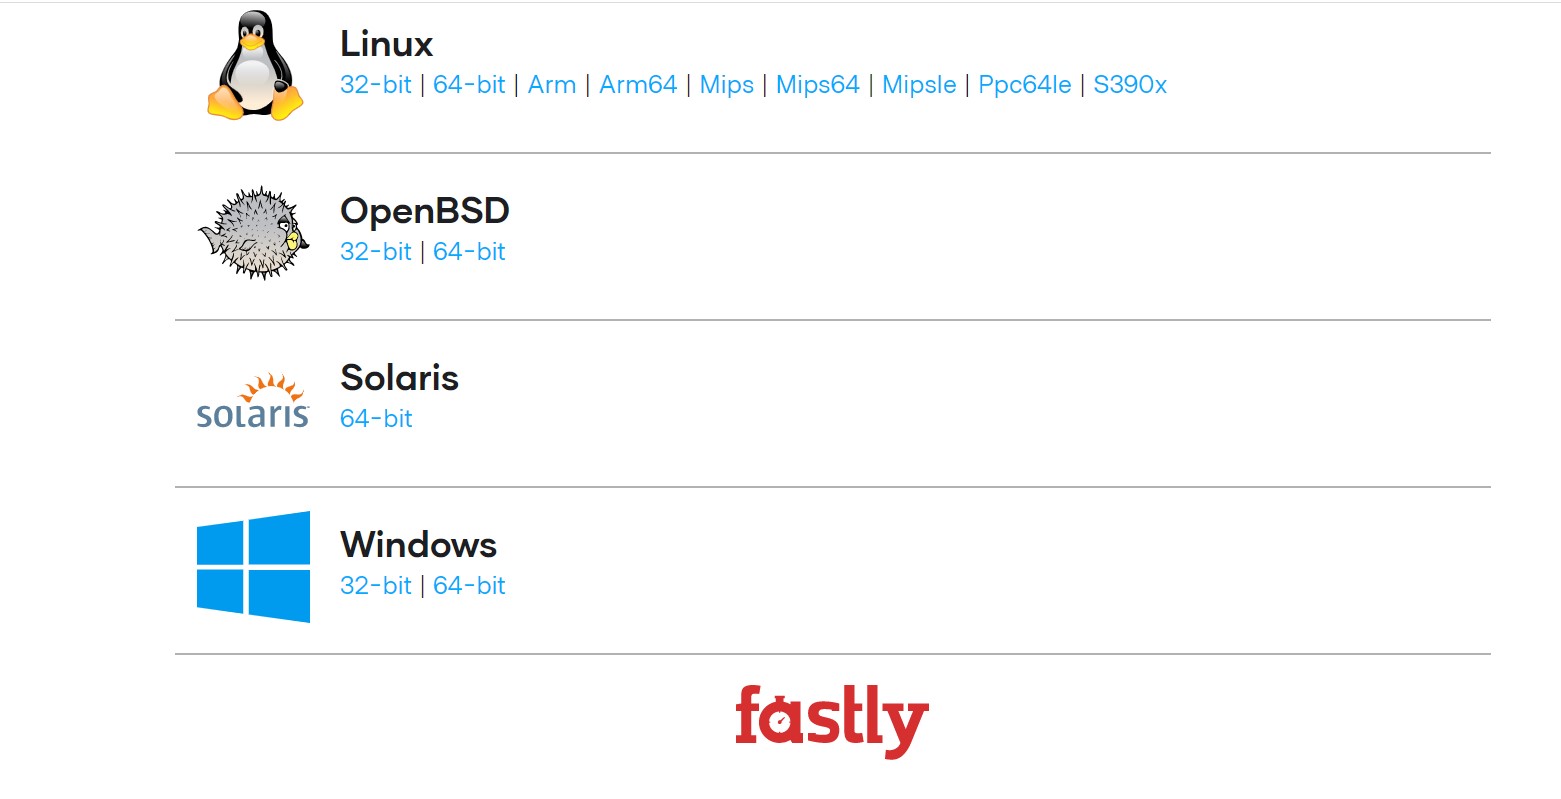 Linux
32-bit | 64-bit | Arm | Arm64 | Mips | Mips64 | Mipsle | Ppc64le | S390x
OpenBSD
32-bit | 64-bit
solaris
Solaris
64-bit
Windows
32-bit | 64-bit
fastly